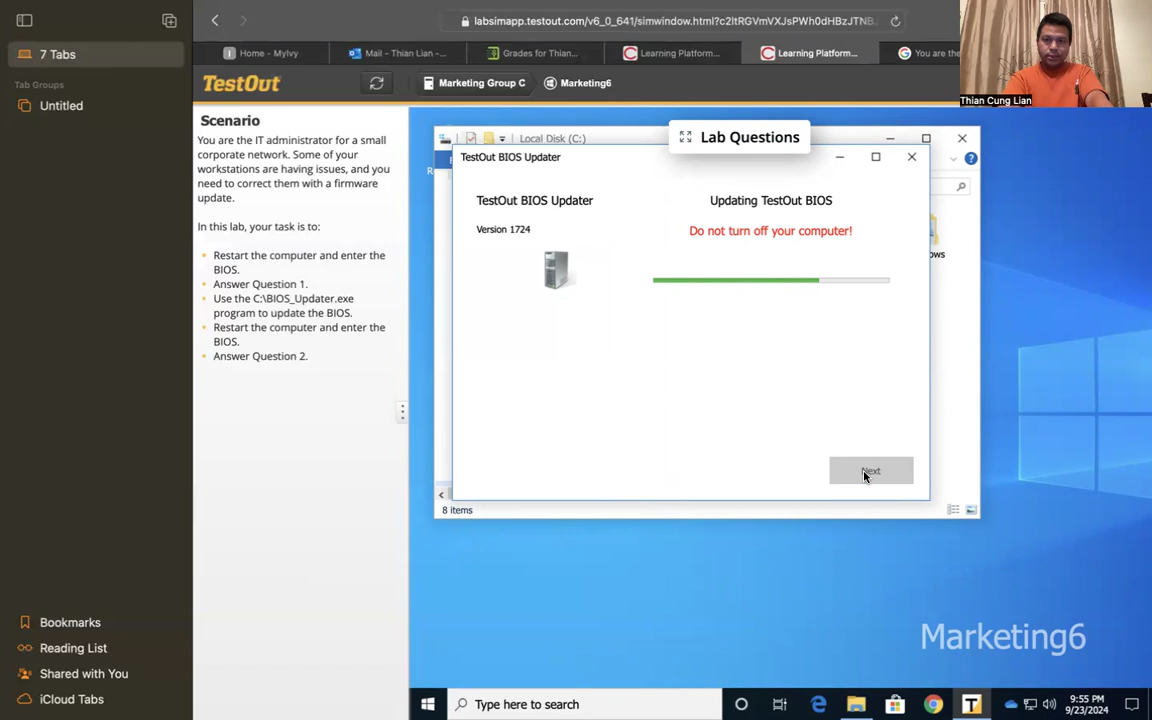 7 Tabs
Tab Groups
Untitled
Bookmarks
Reading List
Shared with You
iCloud Tabs
labsimapp.testout.com/v6_0_641/simwindow.html?c2ltRGVmVXJsPWh0dHBzJTNB
Home - MyIvy
Mail - Thian Lian -...
Grades for Thian...
Learning Platform...
Learning Platform...
You are the
Thian Cung Lian
TestOut
Marketing Group C
Marketing6
Scenario
You are the IT administrator for a small
corporate network. Some of your
workstations are having issues, and you
need to correct them with a firmware
update.
In this lab, your task is to:
Restart the computer and enter the
BIOS.
Answer Question 1.
Use the C:\BIOS_Updater.exe
program to update the BIOS.
Restart the computer and enter the
BIOS.
Answer Question 2.
Local Disk (C:)
Lab Questions
TestOut BIOS Updater
TestOut BIOS Updater
Version 1724
Updating TestOut BIOS
Do not turn off your computer!
Next
8 items
Marketing6
Type here to search
9:55 PM
9/23/2024